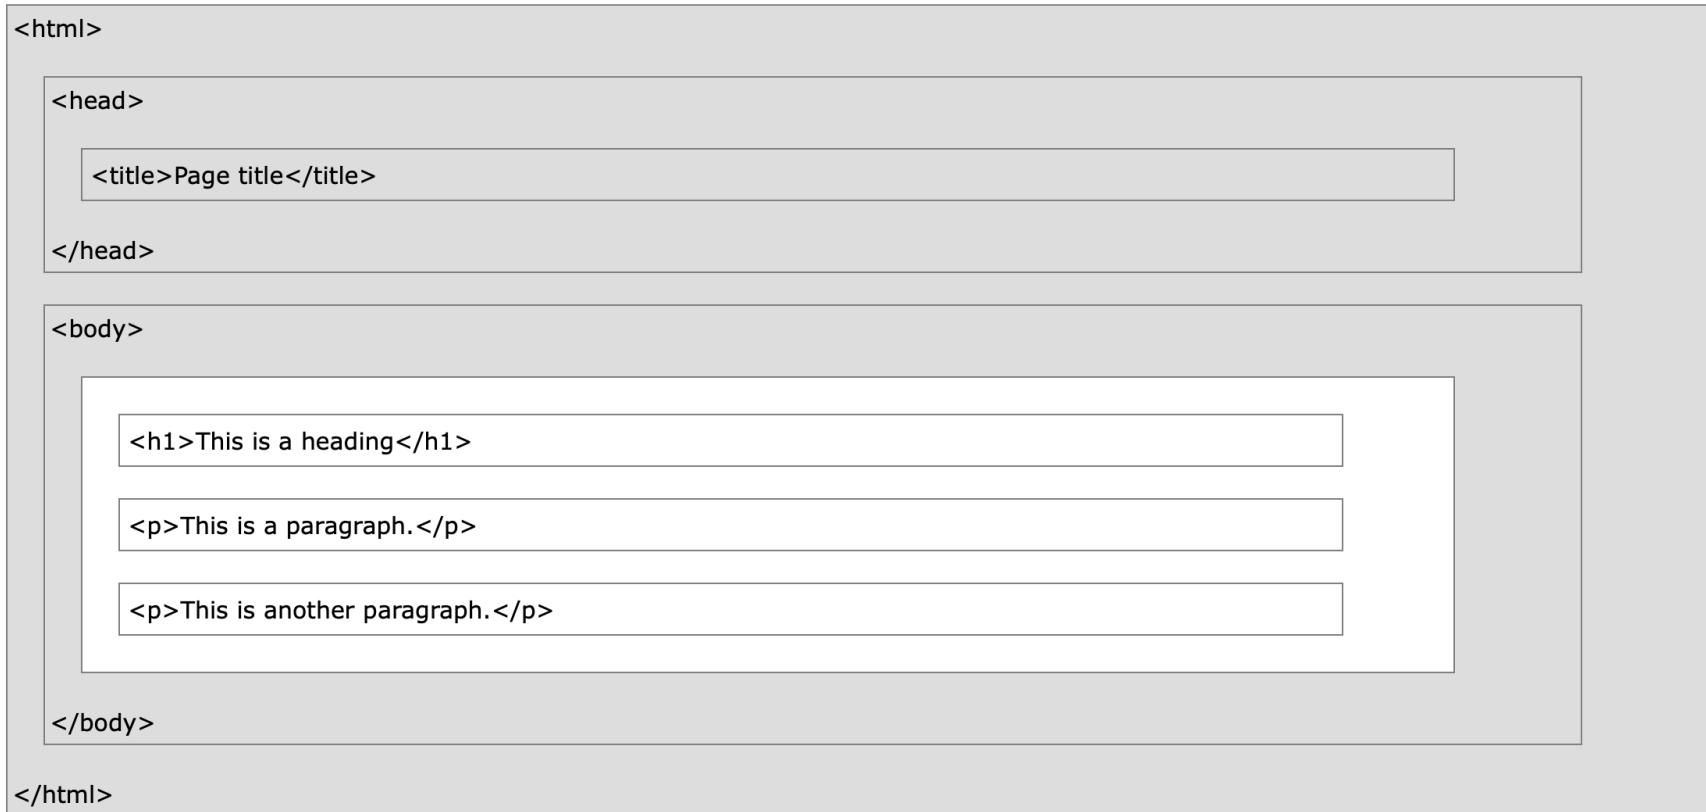 <html>
<head>
<title>Page title</title>
</head>
<body>
<h1>This is a heading</h1>
<p>This is a paragraph.</p>
<p>This is another paragraph.</p>
</body>
</html>